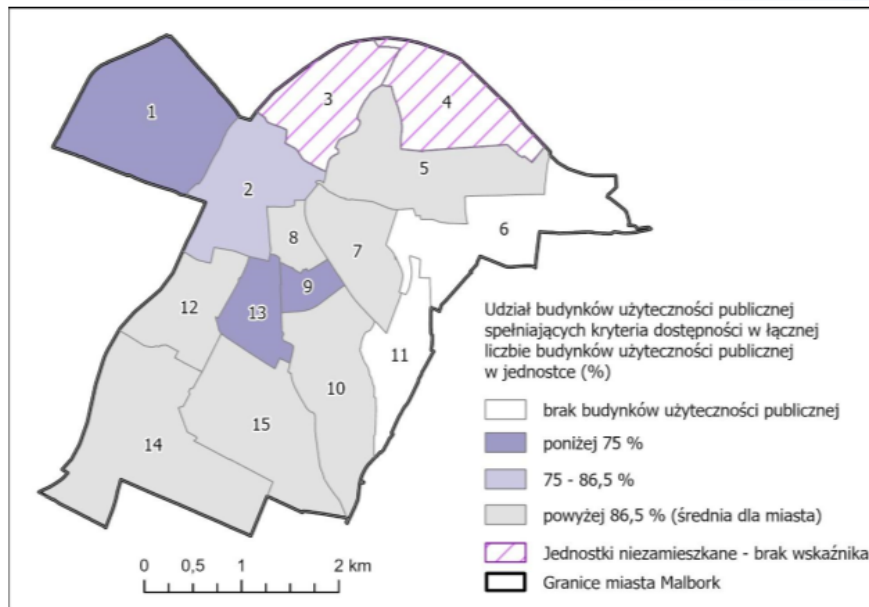 1
3
4
2
5
6
8
7
9
12
13
11
10
14
15
Udział budynków użyteczności publicznej
spełniających kryteria dostępności w łącznej
liczbie budynków użyteczności publicznej
w jednostce (%)
brak budynków użyteczności publicznej
poniżej 75 %
75 - 86,5 %
powyżej 86,5 % (średnia dla miasta)
Jednostki niezamieszkane - brak wskaźnika
Granice miasta Malbork
0 0,5 1 2 km